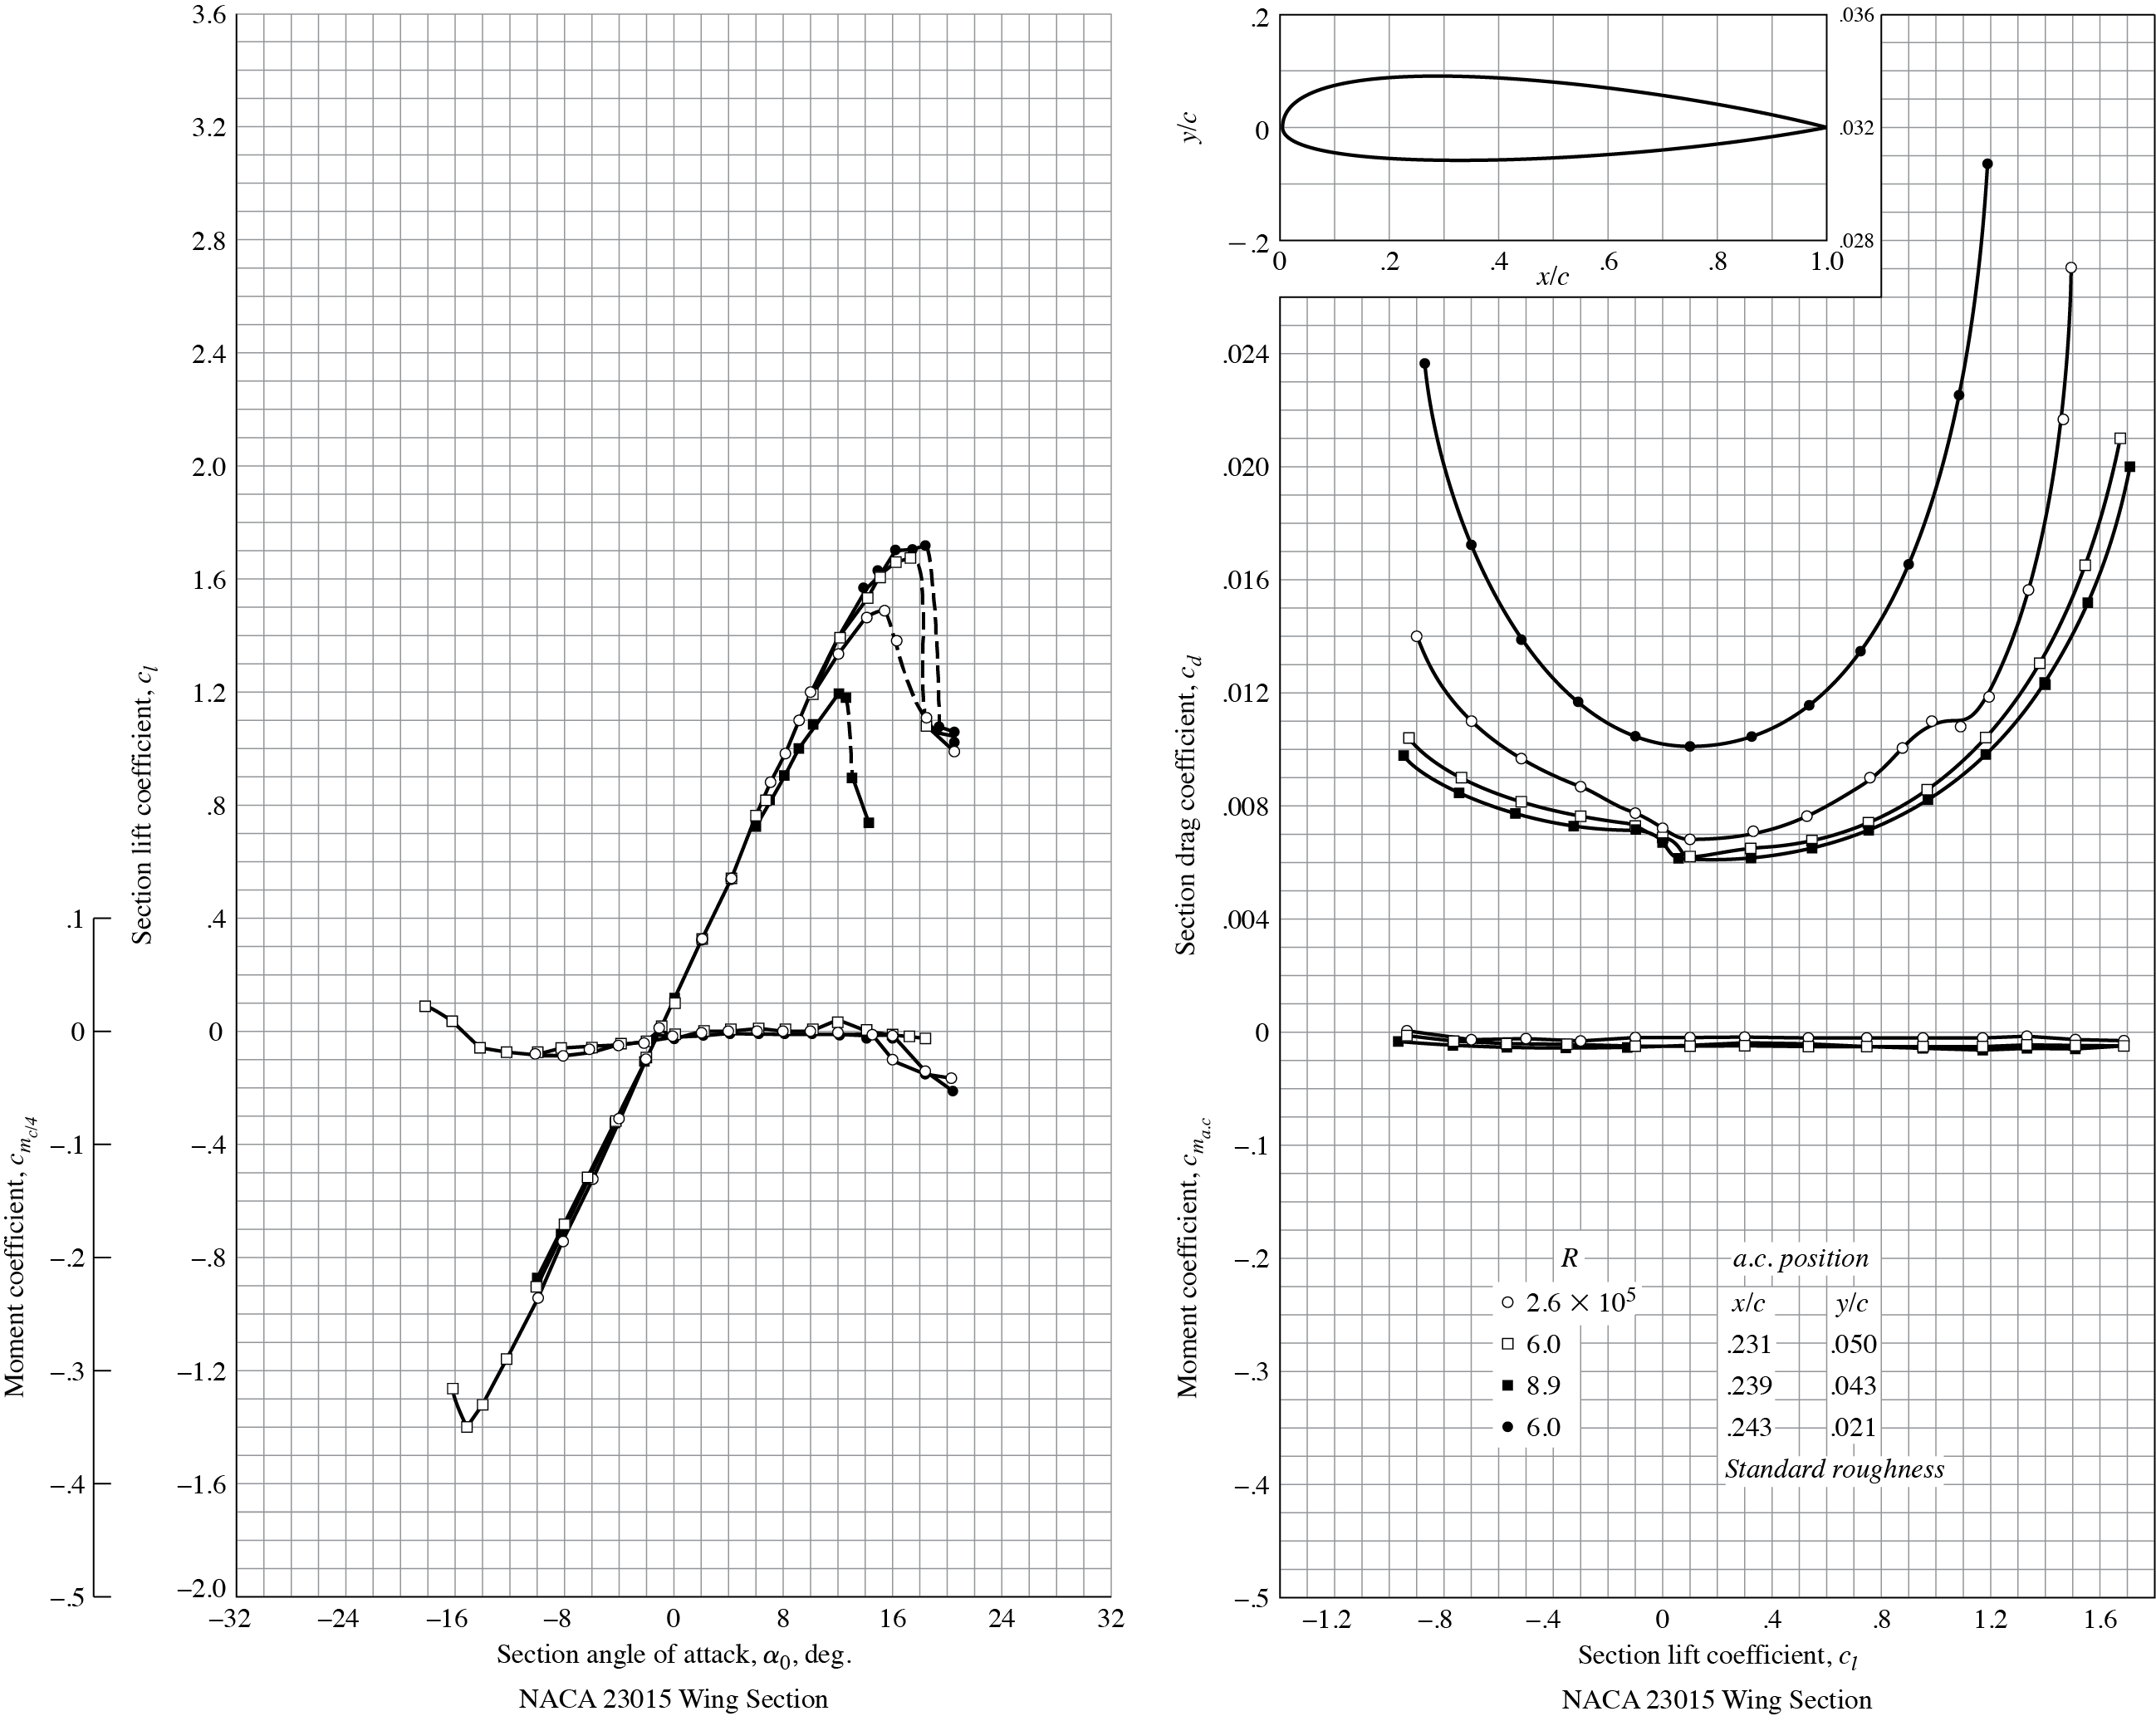 3.6
3.2
2.8
2.4
2.0
1.6
1.2
.8
.4
0
−.4
−.8
−1.2
−1.6
−2.0
Section lift coefficient, c_l
.1
0
−.1
−.2
−.3
−.4
−.5
Moment coefficient, c_{m_{c/4}}
−32 −24 −16 −8 0 8 16 24 32
Section angle of attack, α₀, deg.
NACA 23015 Wing Section
.2
0
−.2
y/c
0 .2 .4 .6 .8 1.0
x/c
.036
.032
.028
.024
.020
.016
.012
.008
.004
0
Section drag coefficient, c_d
−.1
−.2
−.3
−.4
−.5
Moment coefficient, c_{m_{a.c}}
R a.c. position
2.6 × 10⁵ x/c y/c
6.0 .231 .050
8.9 .239 .043
6.0 .243 .021
Standard roughness
−1.2 −.8 −.4 0 .4 .8 1.2 1.6
Section lift coefficient, c_l
NACA 23015 Wing Section